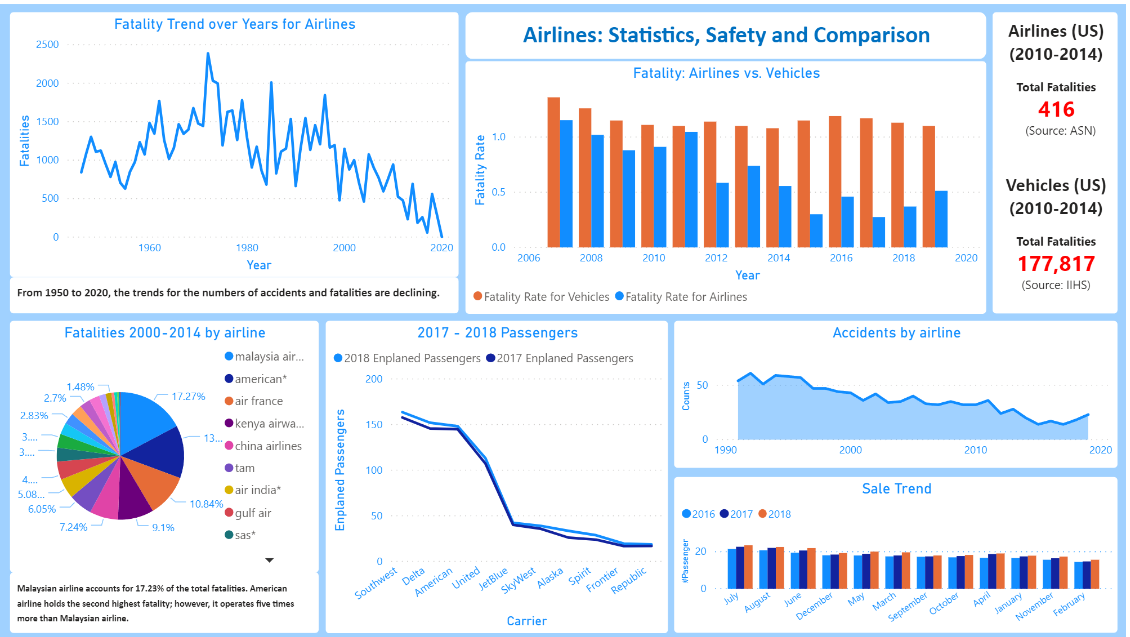 Fatality Trend over Years for Airlines
2500
2000
1500
1000
500
0
Fatalities
1960
1980
2000
2020
Year
From 1950 to 2020, the trends for the numbers of accidents and fatalities are declining.
Airlines: Statistics, Safety and Comparison
Fatality: Airlines vs. Vehicles
1.0
0.5
0.0
Fatality Rate
2006
2008
2010
2012
2014
2016
2018
2020
Year
Fatality Rate for Vehicles
Fatality Rate for Airlines
Airlines (US)
(2010-2014)
Total Fatalities
416
(Source: ASN)
Vehicles (US)
(2010-2014)
Total Fatalities
177,817
(Source: IIHS)
Fatalities 2000-2014 by airline
1.48%
2.7%
2.83%
3....
3....
4....
5.08...
6.05%
7.24%
9.1%
10.84%
13...
17.27%
malaysia air...
american*
air france
kenya airwa...
china airlines
tam
air india*
gulf air
sas*
Malaysian airline accounts for 17.23% of the total fatalities. American
airline holds the second highest fatality; however, it operates five times
more than Malaysian airline.
2017 - 2018 Passengers
2018 Enplaned Passengers
2017 Enplaned Passengers
200
150
100
50
0
Enplaned Passengers
Southwest
Delta
American
United
JetBlue
SkyWest
Alaska
Spirit
Frontier
Republic
Carrier
Accidents by airline
50
0
Counts
1990
2000
2010
2020
Sale Trend
2016
2017
2018
20
0
#Passenger
July
August
June
December
May
March
September
October
April
January
November
February